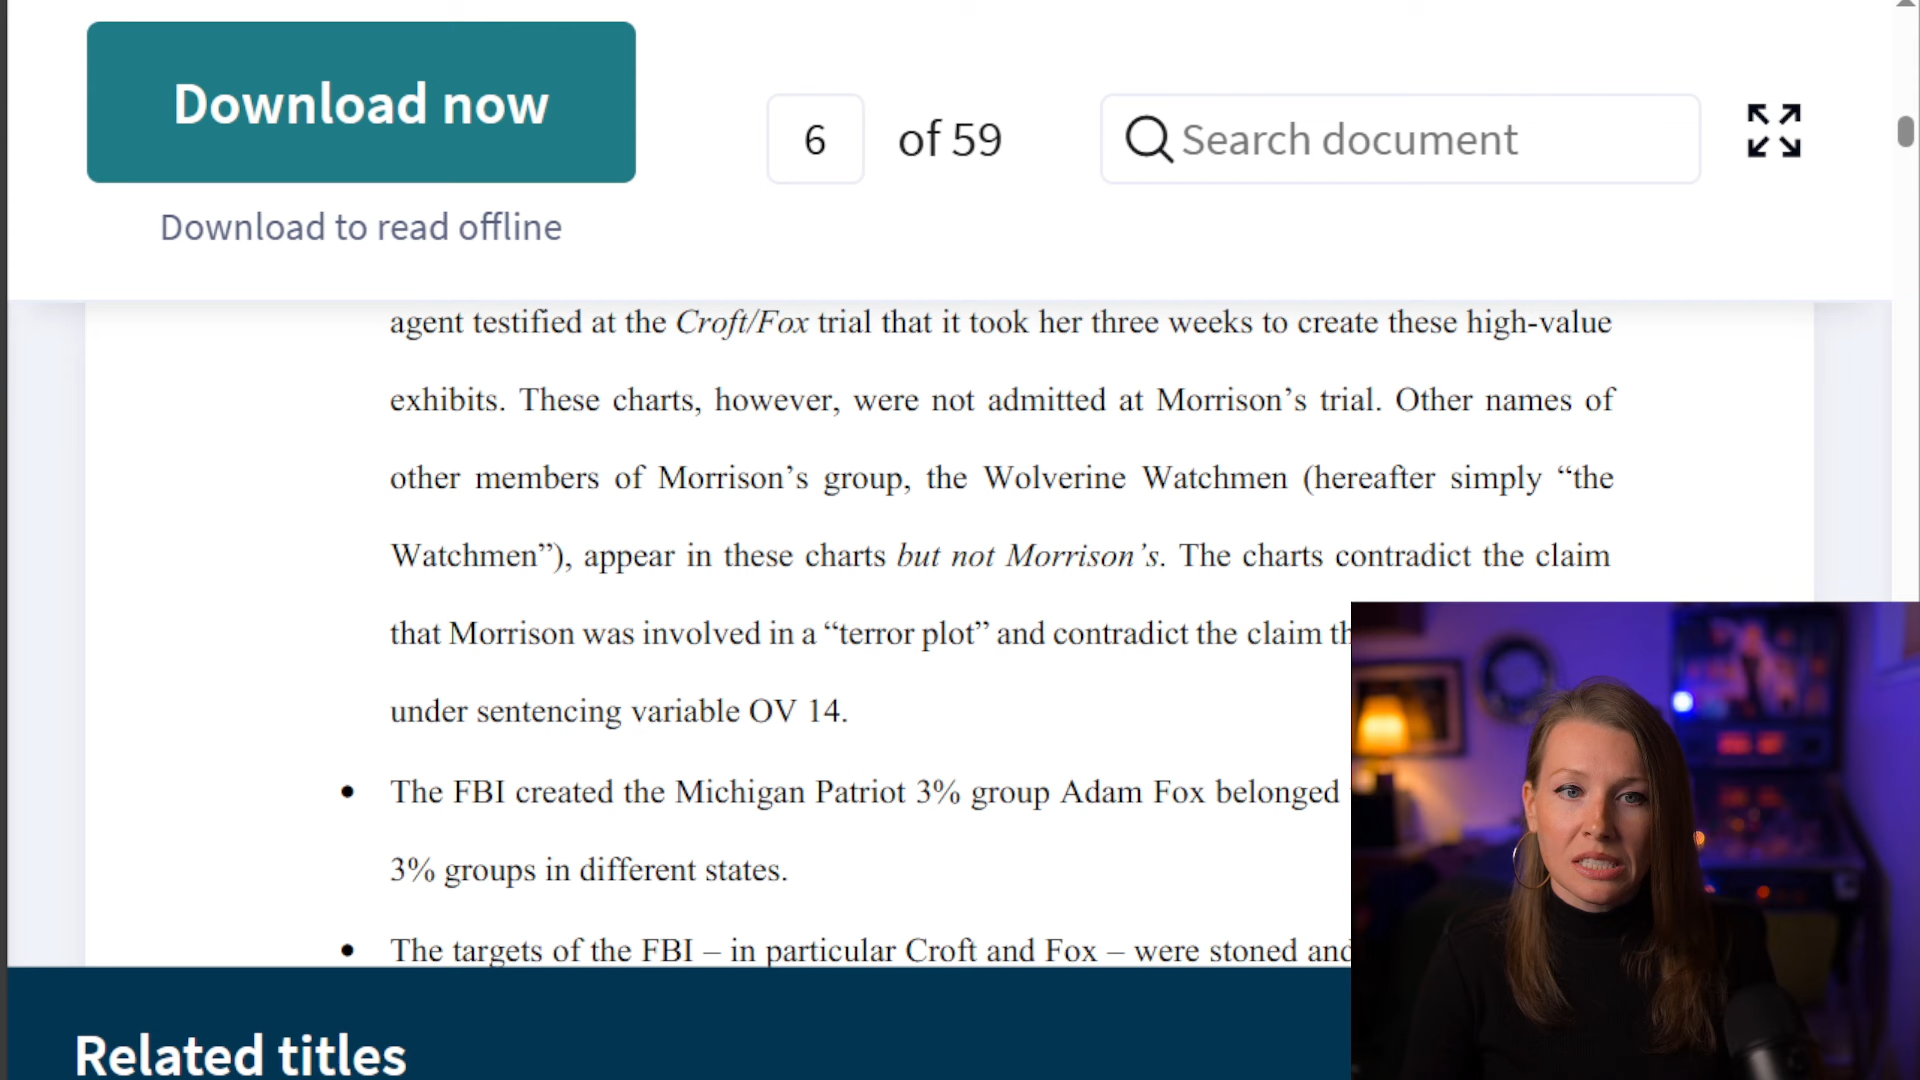 Download now
6 of 59
Search document
Download to read offline
agent testified at the Croft/Fox trial that it took her three weeks to create these high-value
exhibits. These charts, however, were not admitted at Morrison’s trial. Other names of
other members of Morrison’s group, the Wolverine Watchmen (hereafter simply “the
Watchmen”), appear in these charts but not Morrison’s. The charts contradict the claim
that Morrison was involved in a “terror plot” and contradict the claim
under sentencing variable OV 14.
• The FBI created the Michigan Patriot 3% group Adam Fox belonged
3% groups in different states.
• The targets of the FBI – in particular Croft and Fox – were stoned and
Related titles